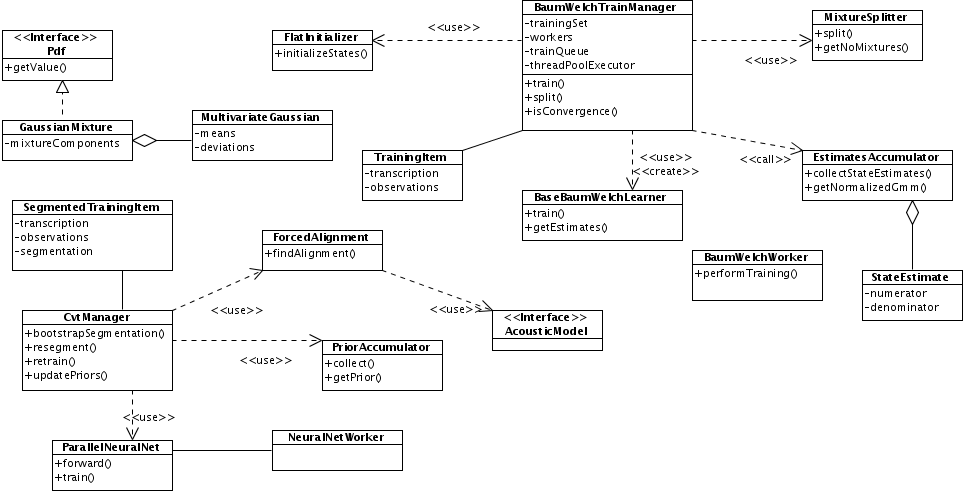 <<Interface>>
Pdf
+getValue()
GaussianMixture
-mixtureComponents
MultivariateGaussian
-means
-deviations
FlatInitializer
+initializeStates()
<<use>>
BaumWelchTrainManager
-trainingSet
-workers
-trainQueue
-threadPoolExecutor
+train()
+split()
+isConvergence()
<<use>>
MixtureSplitter
+split()
+getNoMixtures()
TrainingItem
-transcription
-observations
<<use>>
<<create>>
<<call>>
EstimatesAccumulator
+collectStateEstimates()
+getNormalizedGmm()
BaseBaumWelchLearner
+train()
+getEstimates()
SegmentedTrainingItem
-transcription
-observations
-segmentation
ForcedAlignment
+findAlignment()
BaumWelchWorker
+performTraining()
StateEstimate
-numerator
-denominator
CvtManager
+bootstrapSegmentation()
+resegment()
+retrain()
+updatePriors()
<<use>>
<<use>>
<<Interface>>
AcousticModel
<<use>>
PriorAccumulator
+collect()
+getPrior()
<<use>>
ParallelNeuralNet
+forward()
+train()
NeuralNetWorker